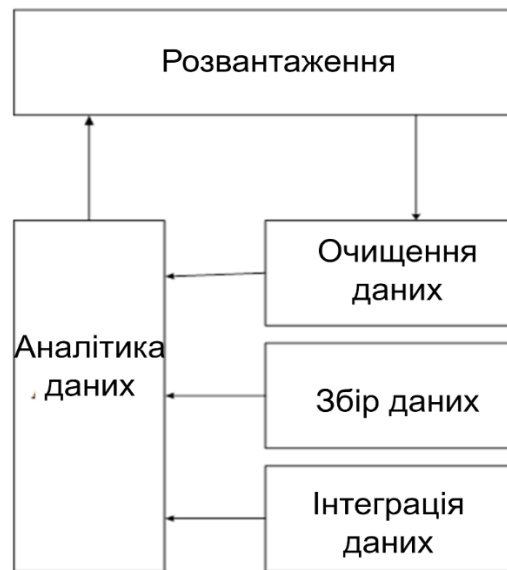 Розвантаження
Очищення
даних
Аналітика
даних
Збір даних
Інтеграція
даних